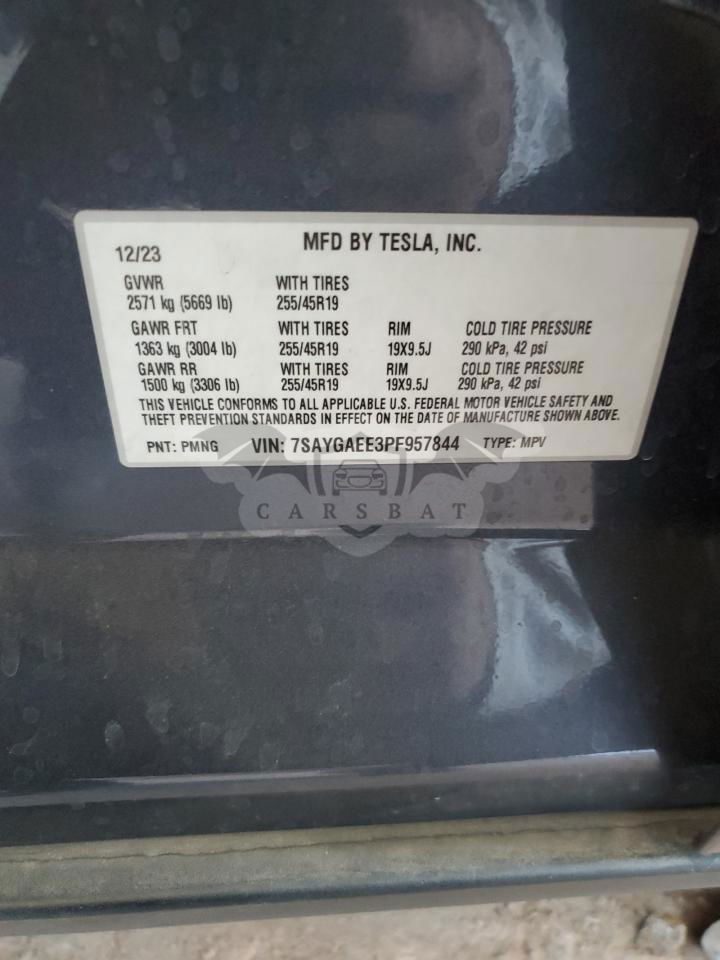 12/23 MFD BY TESLA, INC.
GVWR WITH TIRES
2571 kg (5669 lb) 255/45R19
GAWR FRT WITH TIRES RIM COLD TIRE PRESSURE
1363 kg (3004 lb) 255/45R19 19X9.5J 290 kPa, 42 psi
GAWR RR WITH TIRES RIM COLD TIRE PRESSURE
1500 kg (3306 lb) 255/45R19 19X9.5J 290 kPa, 42 psi
THIS VEHICLE CONFORMS TO ALL APPLICABLE U.S. FEDERAL MOTOR VEHICLE SAFETY AND
THEFT PREVENTION STANDARDS IN EFFECT ON THE DATE OF MANUFACTURE SHOWN ABOVE.
PNT: PMNG VIN: 7SAYGAEE3PF957844 TYPE: MPV
CARSBAT